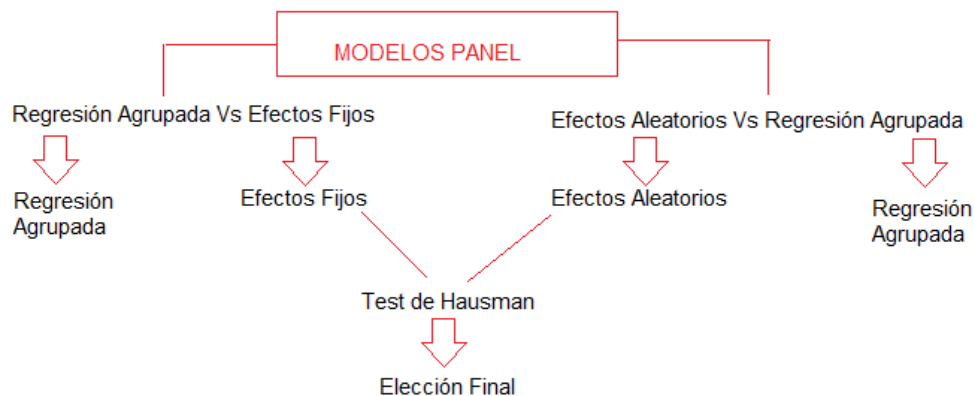 MODELOS PANEL
Regresión Agrupada Vs Efectos Fijos
Efectos Aleatorios Vs Regresión Agrupada
Regresión
Agrupada
Efectos Fijos
Efectos Aleatorios
Regresión
Agrupada
Test de Hausman
Elección Final